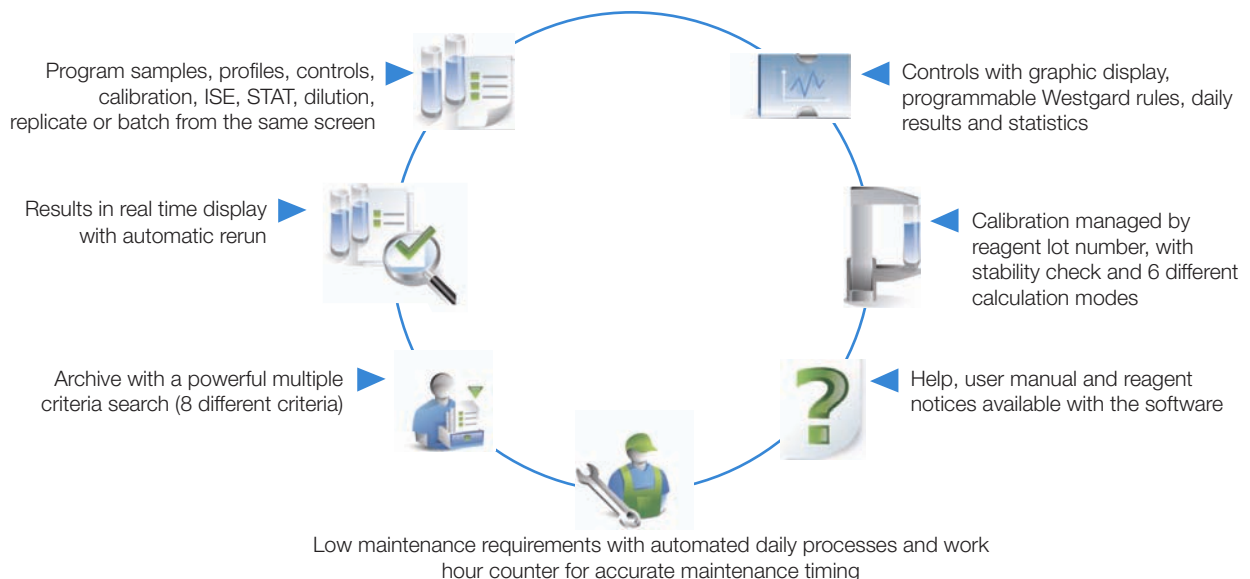 Program samples, profiles, controls,
calibration, ISE, STAT, dilution,
replicate or batch from the same screen
Controls with graphic display,
programmable Westgard rules, daily
results and statistics
Results in real time display
with automatic rerun
Calibration managed by
reagent lot number, with
stability check and 6 different
calculation modes
Archive with a powerful multiple
criteria search (8 different criteria)
Help, user manual and reagent
notices available with the software
Low maintenance requirements with automated daily processes and work
hour counter for accurate maintenance timing